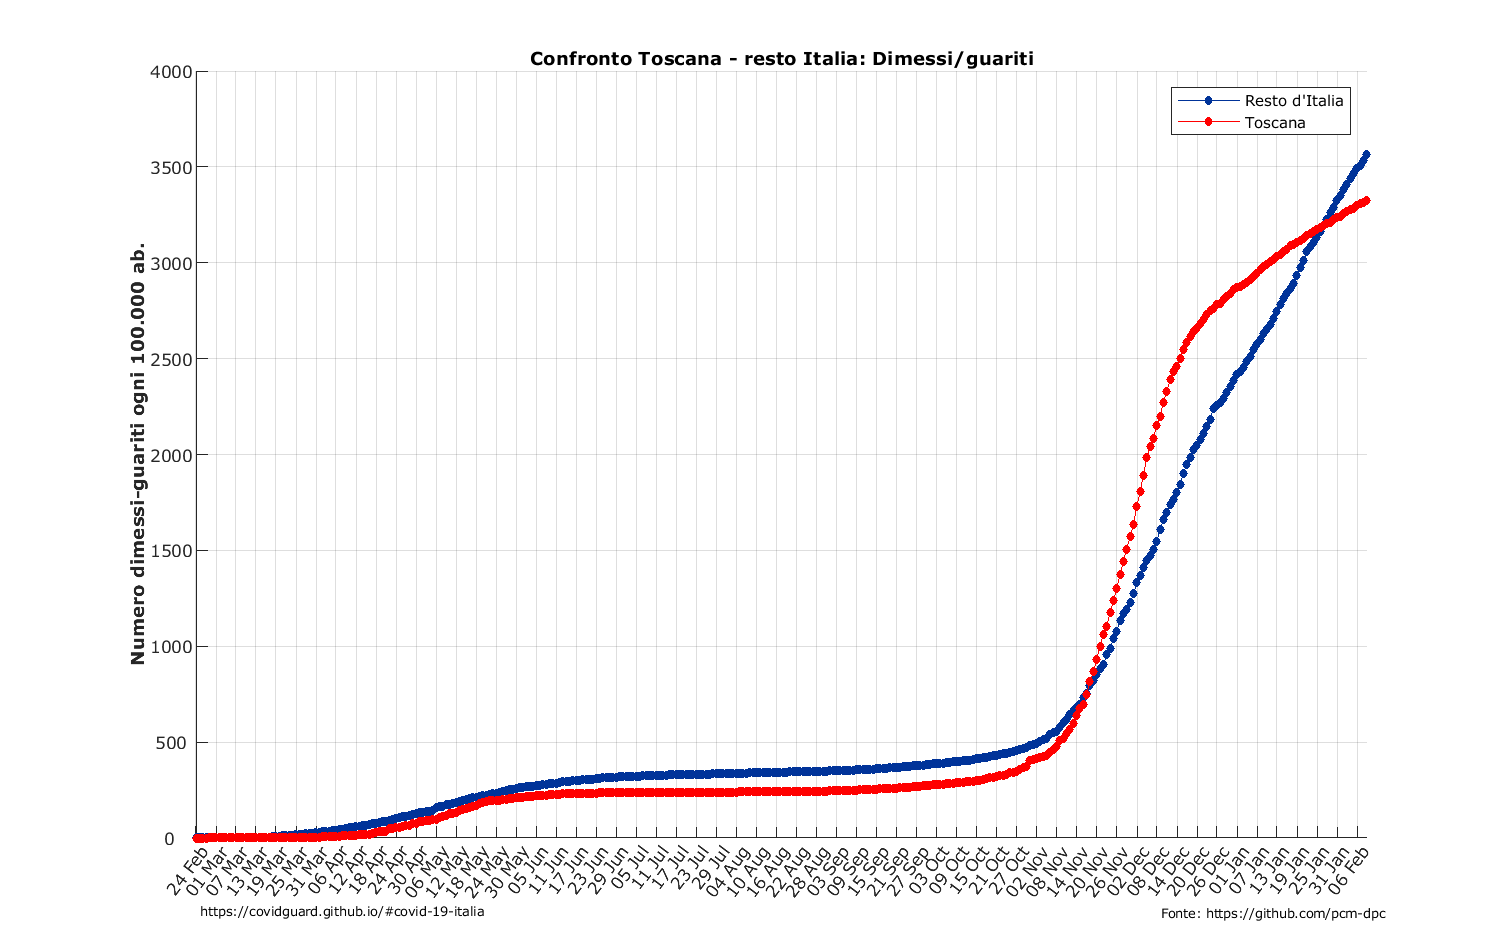 Confronto Toscana - resto Italia: Dimessi/guariti
Resto d'Italia
Toscana
Numero dimessi-guariti ogni 100.000 ab.
4000
3500
3000
2500
2000
1500
1000
500
0
24 Feb
01 Mar
07 Mar
13 Mar
19 Mar
25 Mar
31 Mar
06 Apr
12 Apr
18 Apr
24 Apr
30 Apr
06 May
12 May
18 May
24 May
30 May
05 Jun
11 Jun
17 Jun
23 Jun
29 Jun
05 Jul
11 Jul
17 Jul
23 Jul
29 Jul
04 Aug
10 Aug
16 Aug
22 Aug
28 Aug
03 Sep
09 Sep
15 Sep
21 Sep
27 Sep
03 Oct
09 Oct
15 Oct
21 Oct
27 Oct
02 Nov
08 Nov
14 Nov
20 Nov
26 Nov
02 Dec
08 Dec
14 Dec
20 Dec
26 Dec
01 Jan
07 Jan
13 Jan
19 Jan
25 Jan
31 Jan
06 Feb
https://covidguard.github.io/#covid-19-italia
Fonte: https://github.com/pcm-dpc